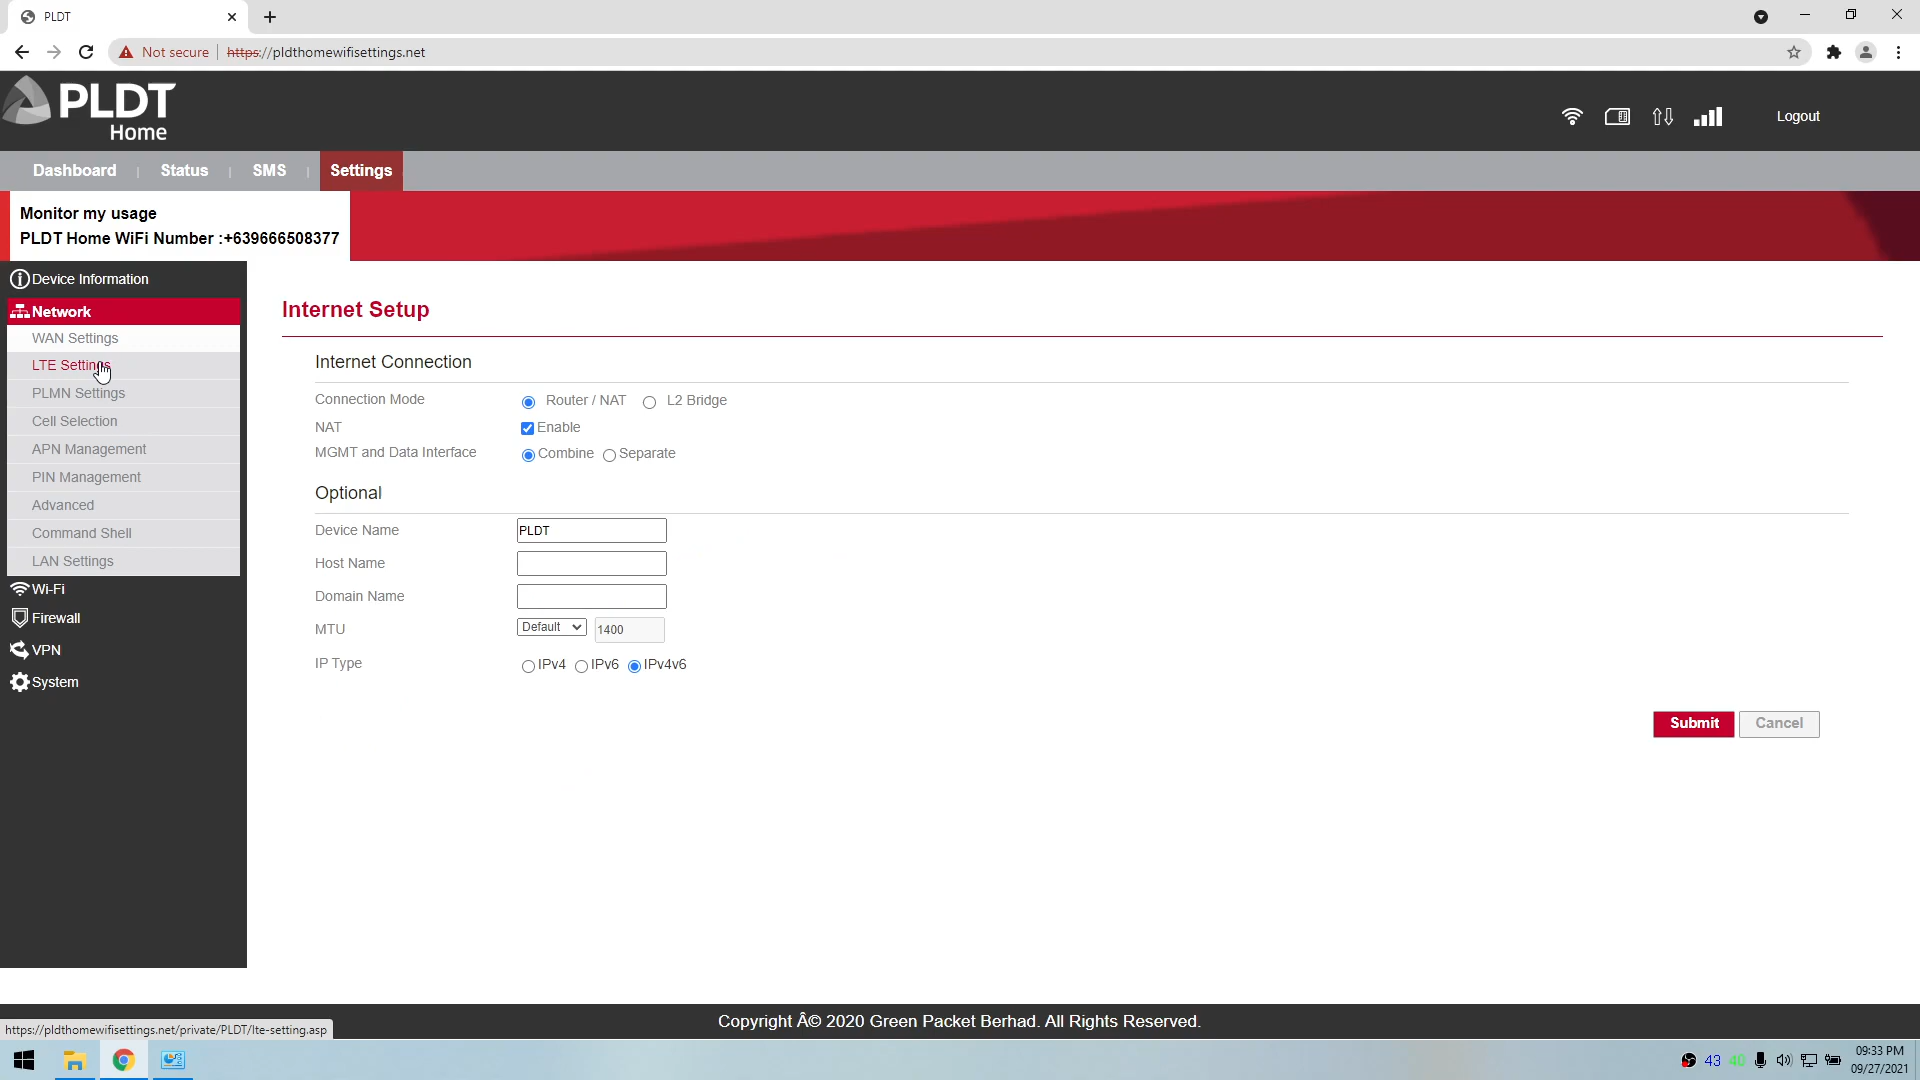 PLDT
Not secure https://pldthomewifisettings.net
PLDT
Home
Logout
Dashboard | Status | SMS | Settings
Monitor my usage
PLDT Home WiFi Number :+639666508377
Device Information
Network
WAN Settings
LTE Settings
PLMN Settings
Cell Selection
APN Management
PIN Management
Advanced
Command Shell
LAN Settings
Wi-Fi
Firewall
VPN
System
Internet Setup
Internet Connection
Connection Mode Router / NAT L2 Bridge
NAT Enable
MGMT and Data Interface Combine Separate
Optional
Device Name PLDT
Host Name
Domain Name
MTU Default 1400
IP Type IPv4 IPv6 IPv4v6
Submit Cancel
Copyright Â© 2020 Green Packet Berhad. All Rights Reserved.
https://pldthomewifisettings.net/private/PLDT/lte-setting.asp
43 40 09:33 PM
09/27/2021